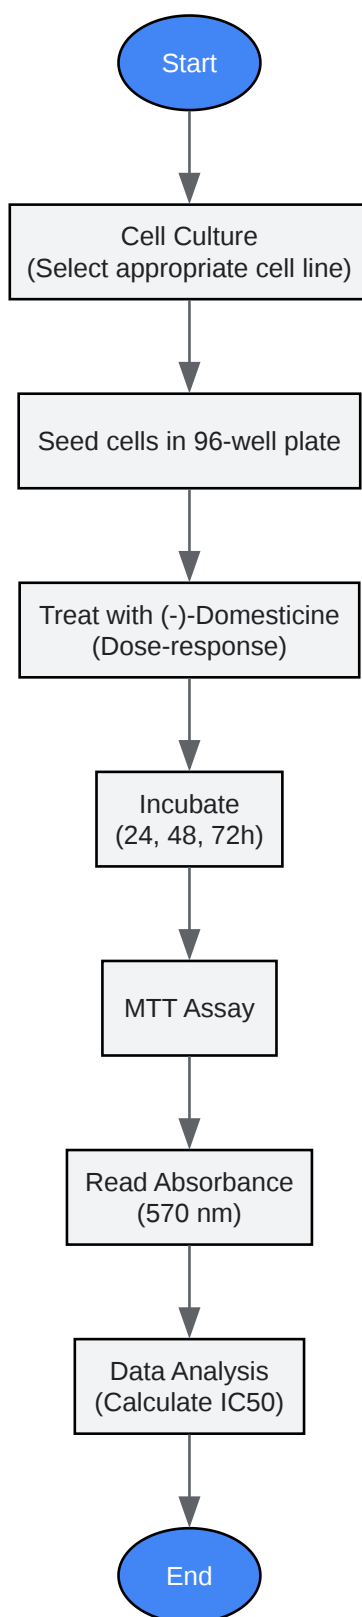 Start
Cell Culture
(Select appropriate cell line)
Seed cells in 96-well plate
Treat with (-)-Domesticine
(Dose-response)
Incubate
(24, 48, 72h)
MTT Assay
Read Absorbance
(570 nm)
Data Analysis
(Calculate IC50)
End